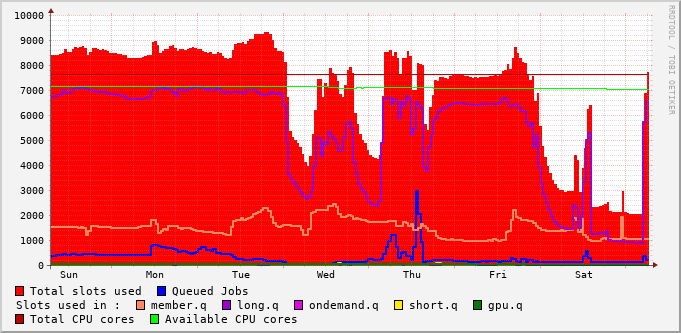 RRDTOOL / TOBI OETIKER
10000
9000
8000
7000
6000
5000
4000
3000
2000
1000
0
Sun Mon Tue Wed Thu Fri Sat
Total slots used Queued Jobs
Slots used in : member.q long.q ondemand.q short.q gpu.q
Total CPU cores Available CPU cores